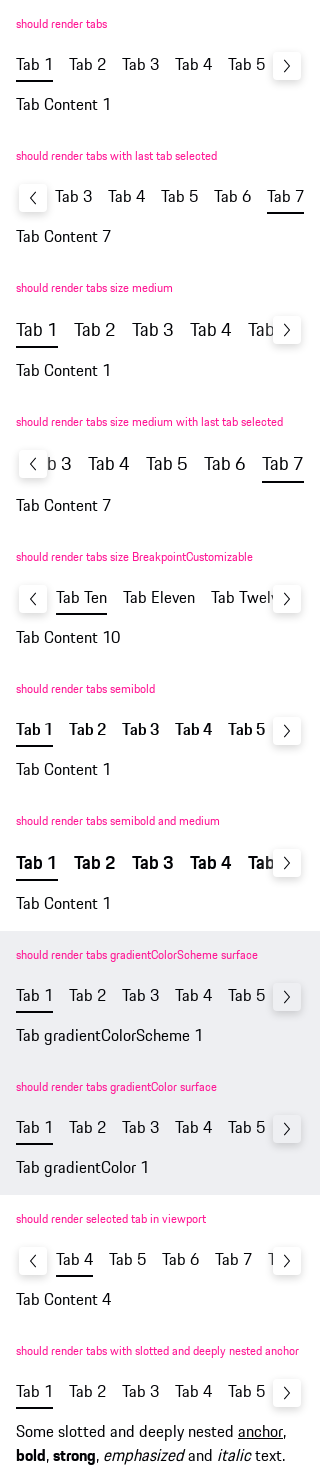 should render tabs
Tab 1 Tab 2 Tab 3 Tab 4 Tab 5
Tab Content 1
should render tabs with last tab selected
Tab 3 Tab 4 Tab 5 Tab 6 Tab 7
Tab Content 7
should render tabs size medium
Tab 1 Tab 2 Tab 3 Tab 4 Tab
Tab Content 1
should render tabs size medium with last tab selected
b 3 Tab 4 Tab 5 Tab 6 Tab 7
Tab Content 7
should render tabs size BreakpointCustomizable
Tab Ten Tab Eleven Tab Twelv
Tab Content 10
should render tabs semibold
Tab 1 Tab 2 Tab 3 Tab 4 Tab 5
Tab Content 1
should render tabs semibold and medium
Tab 1 Tab 2 Tab 3 Tab 4 Tab
Tab Content 1
should render tabs gradientColorScheme surface
Tab 1 Tab 2 Tab 3 Tab 4 Tab 5
Tab gradientColorScheme 1
should render tabs gradientColor surface
Tab 1 Tab 2 Tab 3 Tab 4 Tab 5
Tab gradientColor 1
should render selected tab in viewport
Tab 4 Tab 5 Tab 6 Tab 7 T
Tab Content 4
should render tabs with slotted and deeply nested anchor
Tab 1 Tab 2 Tab 3 Tab 4 Tab 5
Some slotted and deeply nested anchor,
bold, strong, emphasized and italic text.